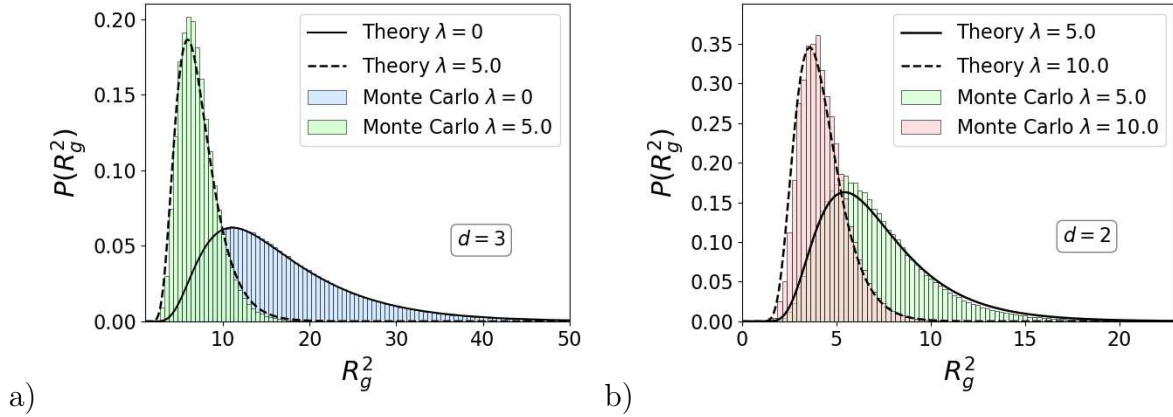 0.20
0.15
0.10
0.05
0.00
P(R_g^2)
10 20 30 40 50
R_g^2
Theory λ = 0
Theory λ = 5.0
Monte Carlo λ = 0
Monte Carlo λ = 5.0
d = 3
a)
0.35
0.30
0.25
0.20
0.15
0.10
0.05
0.00
P(R_g^2)
0 5 10 15 20
R_g^2
Theory λ = 5.0
Theory λ = 10.0
Monte Carlo λ = 5.0
Monte Carlo λ = 10.0
d = 2
b)